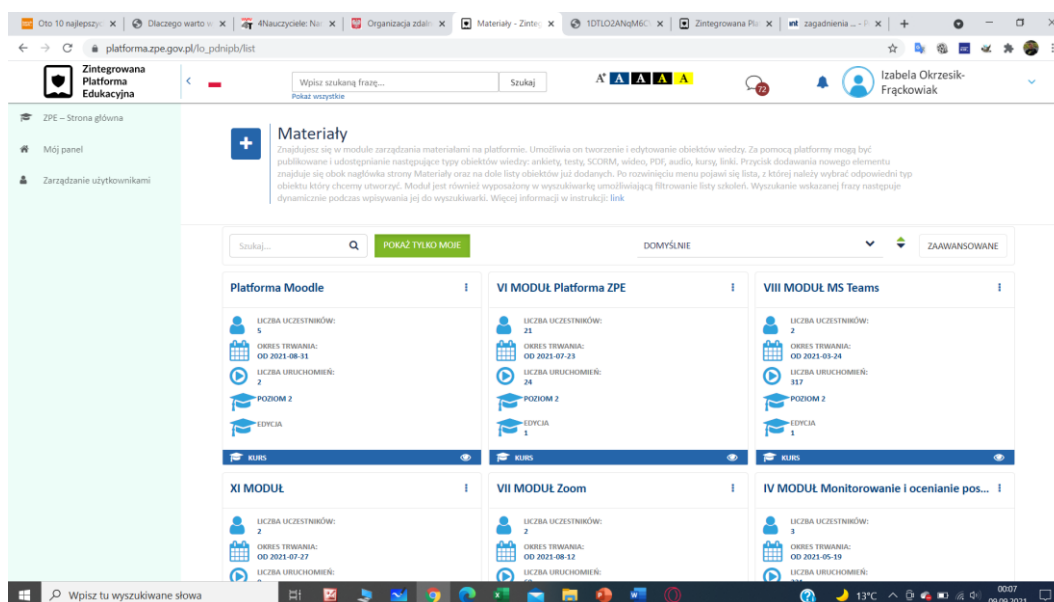 Oto 10 najlepszyc
Dlaczego warto w
4Nauczyciele: Na
Organizacja zdaln
Materiały - Zinteg
1DTLO2ANqM6C
Zintegrowana Pla
int zagadnienia ... - P
platforma.zpe.gov.pl/lo_pdnipb/list
Zintegrowana
Platforma
Edukacyjna
Wpisz szukaną frazę...
Szukaj
Pokaż wszystkie
A+ A A A A A
72
Izabela Okrzesik-
Frąckowiak
ZPE – Strona główna
Mój panel
Zarządzanie użytkownikami
Materiały
Znajdujesz się w module zarządzania materiałami na platformie. Umożliwia on tworzenie i edytowanie obiektów wiedzy. Za pomocą platformy mogą być
publikowane i udostępnianie następujące typy obiektów wiedzy: ankiety, testy, SCORM, wideo, PDF, audio, kursy, linki. Przycisk dodawania nowego elementu
znajduje się obok nagłówka strony Materiały oraz na dole listy obiektów już dodanych. Po rozwinięciu menu pojawi się lista, z której należy wybrać odpowiedni typ
obiektu który chcemy utworzyć. Moduł jest również wyposażony w wyszukiwarkę umożliwiającą filtrowanie listy szkoleń. Wyszukanie wskazanej frazy następuje
dynamicznie podczas wpisywania jej do wyszukiwarki. Więcej informacji w instrukcji: link
Szukaj...
POKAŻ TYLKO MOJE
DOMYŚLNIE
ZAAWANSOWANE
Platforma Moodle
LICZBA UCZESTNIKÓW:
5
OKRES TRWANIA:
OD 2021-08-31
LICZBA URUCHOMIEŃ:
2
POZIOM 2
EDYCJA
KURS
VI MODUŁ Platforma ZPE
LICZBA UCZESTNIKÓW:
21
OKRES TRWANIA:
OD 2021-07-23
LICZBA URUCHOMIEŃ:
24
POZIOM 2
EDYCJA
1
KURS
VIII MODUŁ MS Teams
LICZBA UCZESTNIKÓW:
2
OKRES TRWANIA:
OD 2021-03-24
LICZBA URUCHOMIEŃ:
317
POZIOM 2
EDYCJA
1
KURS
XI MODUŁ
LICZBA UCZESTNIKÓW:
2
OKRES TRWANIA:
OD 2021-07-27
LICZBA URUCHOMIEŃ:
VII MODUŁ Zoom
LICZBA UCZESTNIKÓW:
2
OKRES TRWANIA:
OD 2021-08-12
LICZBA URUCHOMIEŃ:
IV MODUŁ Monitorowanie i ocenianie pos...
LICZBA UCZESTNIKÓW:
3
OKRES TRWANIA:
OD 2021-05-19
LICZBA URUCHOMIEŃ:
Wpisz tu wyszukiwane słowa
13°C
00:07
09.09.2021